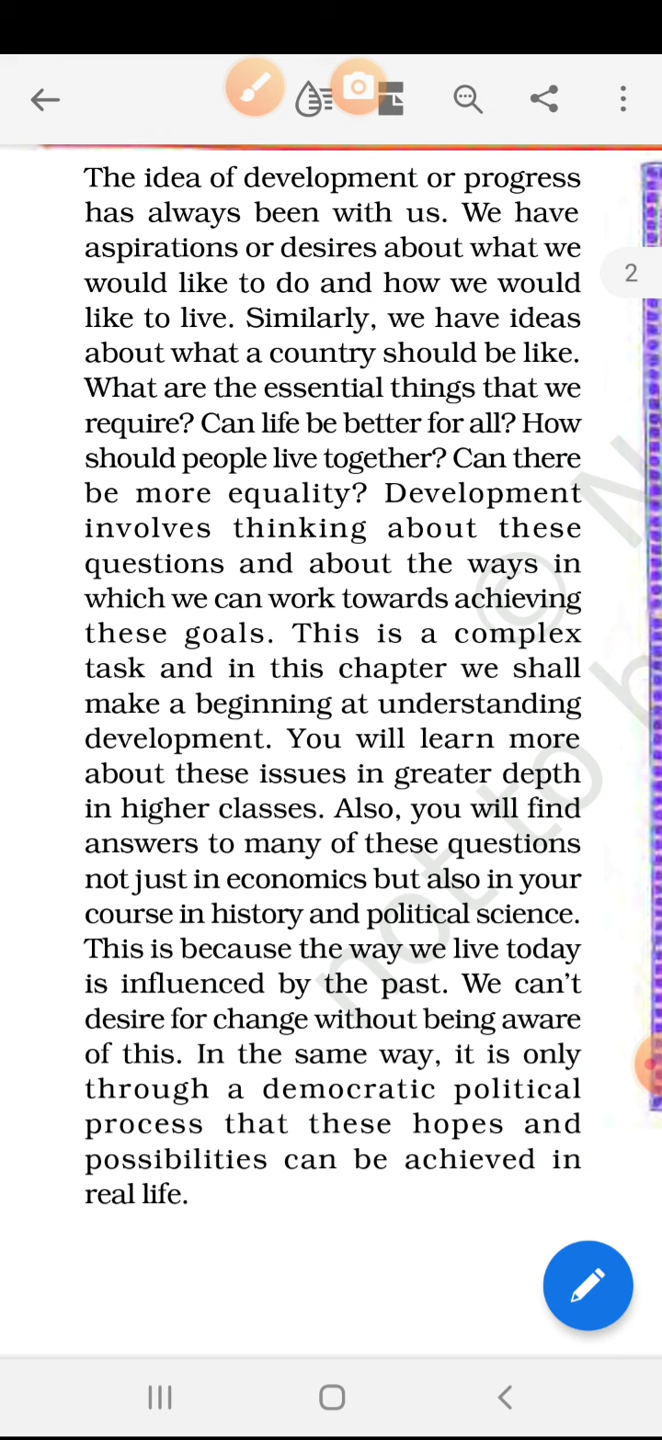 2
The idea of development or progress
has always been with us. We have
aspirations or desires about what we
would like to do and how we would
like to live. Similarly, we have ideas
about what a country should be like.
What are the essential things that we
require? Can life be better for all? How
should people live together? Can there
be more equality? Development
involves thinking about these
questions and about the ways in
which we can work towards achieving
these goals. This is a complex
task and in this chapter we shall
make a beginning at understanding
development. You will learn more
about these issues in greater depth
in higher classes. Also, you will find
answers to many of these questions
not just in economics but also in your
course in history and political science.
This is because the way we live today
is influenced by the past. We can’t
desire for change without being aware
of this. In the same way, it is only
through a democratic political
process that these hopes and
possibilities can be achieved in
real life.
© N
not to b